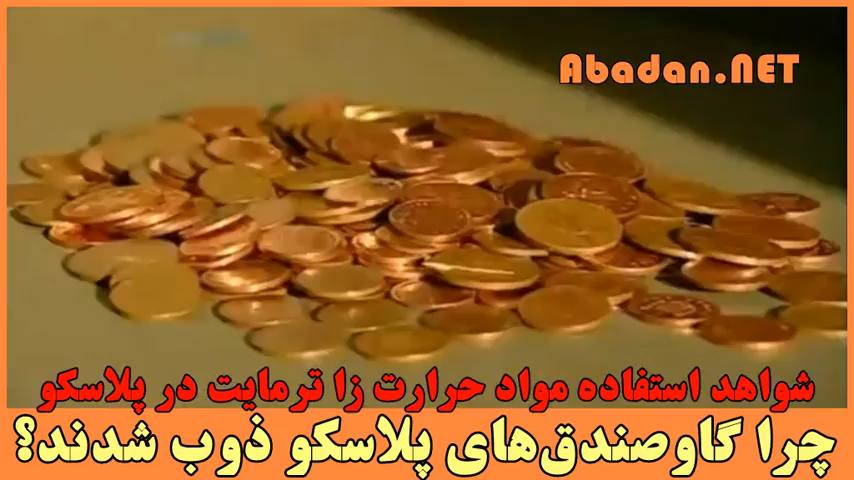 Abadan.NET
شواهد استفاده مواد حرارت زا ترمایت در پلاسکو
چرا گاوصندق‌های پلاسکو ذوب شدند؟